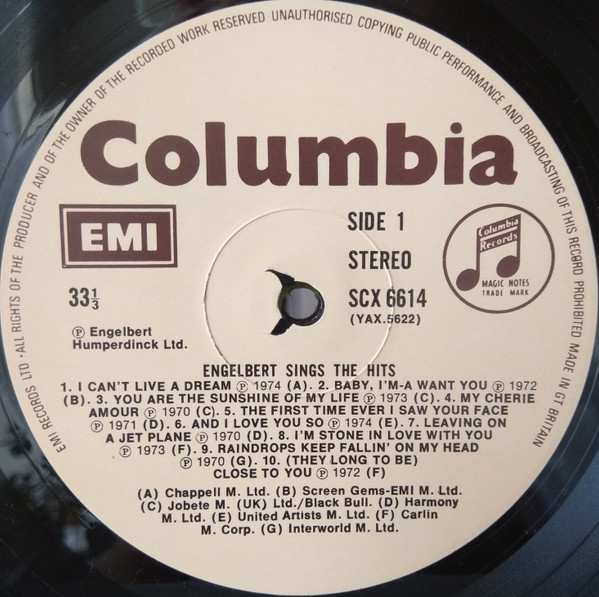 EMI RECORDS LTD · ALL RIGHTS OF THE PRODUCER AND OF THE OWNER OF THE RECORDED WORK RESERVED UNAUTHORISED COPYING PUBLIC PERFORMANCE AND BROADCASTING OF THIS RECORD PROHIBITED MADE IN GT BRITAIN
Columbia
EMI
SIDE 1
STEREO
Columbia
Records
MAGIC NOTES
TRADE MARK
33⅓
SCX 6614
(YAX.5622)
℗ Engelbert
Humperdinck Ltd.
ENGELBERT SINGS THE HITS
1. I CAN'T LIVE A DREAM ℗ 1974 (A). 2. BABY, I'M-A WANT YOU ℗ 1972
(B). 3. YOU ARE THE SUNSHINE OF MY LIFE ℗ 1973 (C). 4. MY CHERIE
AMOUR ℗ 1970 (C). 5. THE FIRST TIME EVER I SAW YOUR FACE
℗ 1971 (D). 6. AND I LOVE YOU SO ℗ 1974 (E). 7. LEAVING ON
A JET PLANE ℗ 1970 (D). 8. I'M STONE IN LOVE WITH YOU
℗ 1973 (F). 9. RAINDROPS KEEP FALLIN' ON MY HEAD
℗ 1970 (G). 10. (THEY LONG TO BE)
CLOSE TO YOU ℗ 1972 (F)
(A) Chappell M. Ltd. (B) Screen Gems-EMI M. Ltd.
(C) Jobete M. (UK) Ltd./Black Bull. (D) Harmony
M. Ltd. (E) United Artists M. Ltd. (F) Carlin
M. Corp. (G) Interworld M. Ltd.